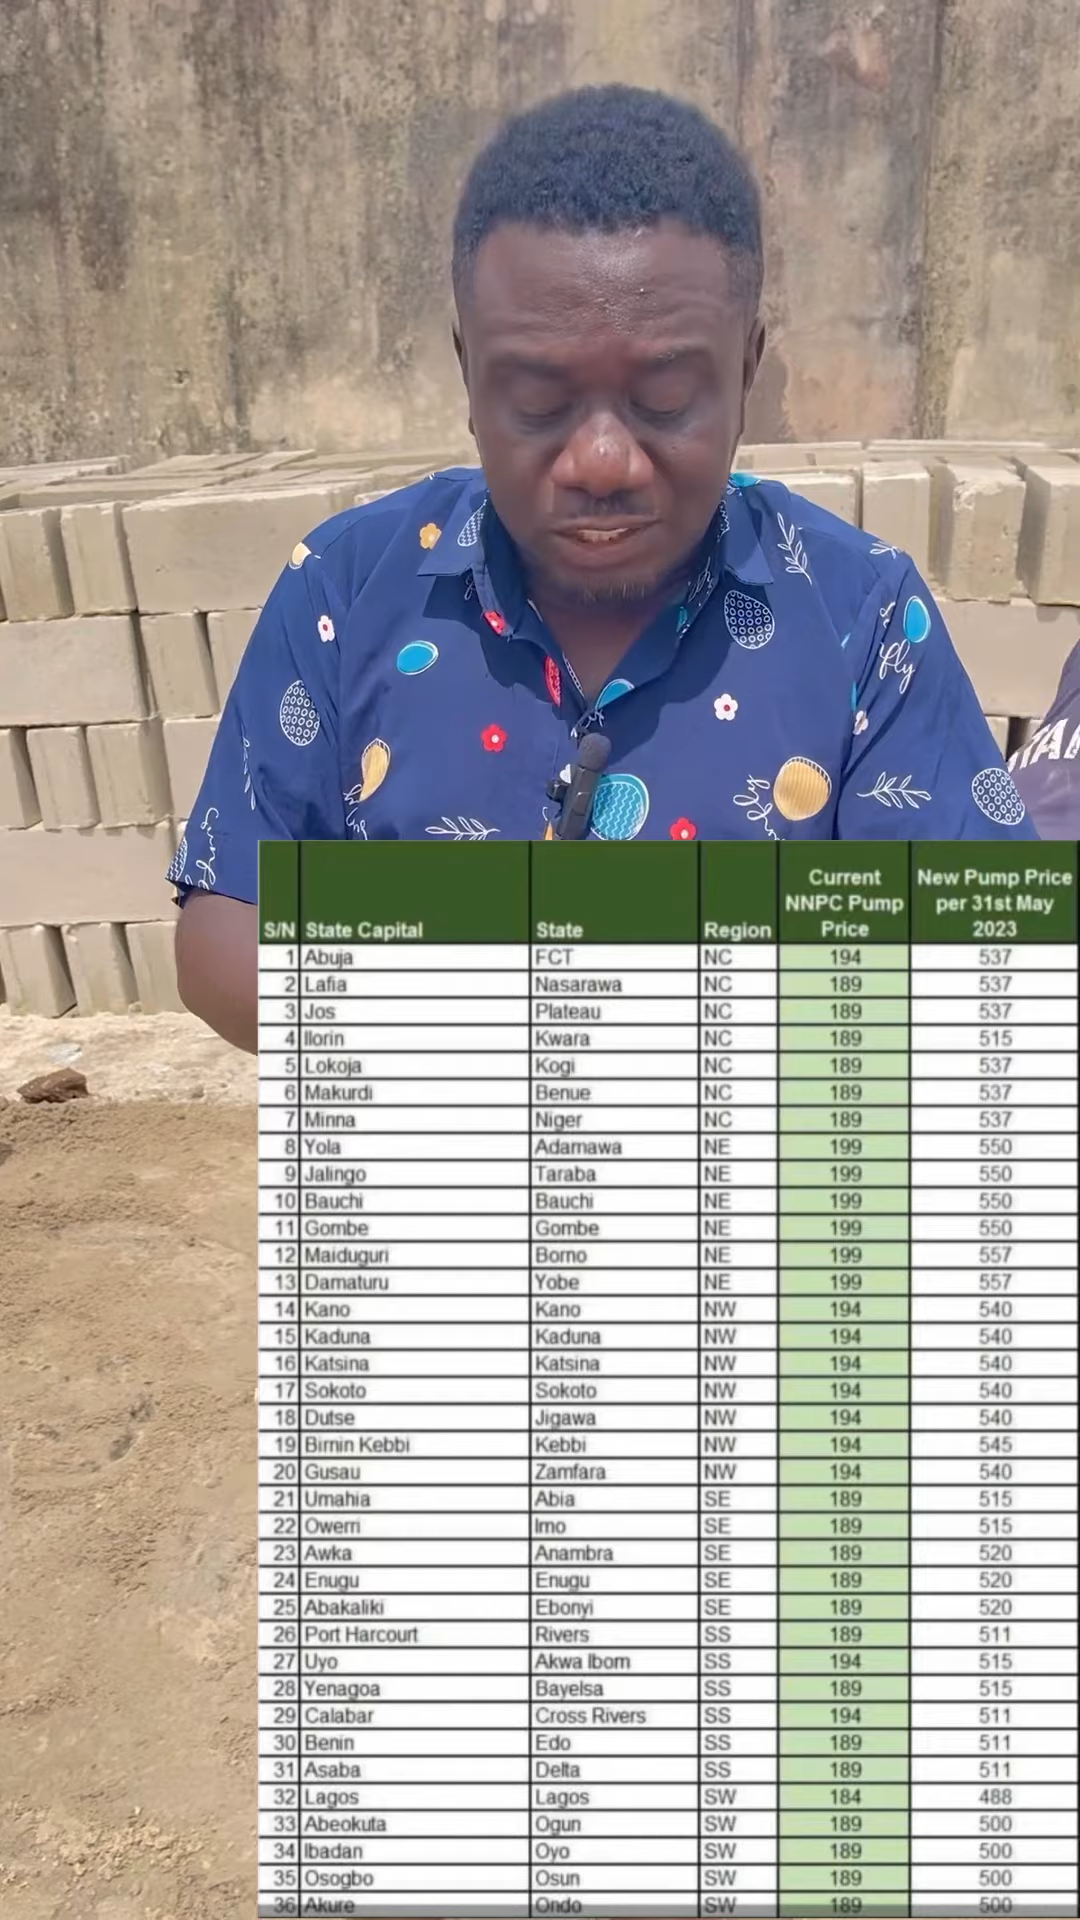 fly
S/N State Capital State Region Current NNPC Pump Price New Pump Price per 31st May 2023
1 Abuja FCT NC 194 537
2 Lafia Nasarawa NC 189 537
3 Jos Plateau NC 189 537
4 Ilorin Kwara NC 189 515
5 Lokoja Kogi NC 189 537
6 Makurdi Benue NC 189 537
7 Minna Niger NC 189 537
8 Yola Adamawa NE 199 550
9 Jalingo Taraba NE 199 550
10 Bauchi Bauchi NE 199 550
11 Gombe Gombe NE 199 550
12 Maiduguri Borno NE 199 557
13 Damaturu Yobe NE 199 557
14 Kano Kano NW 194 540
15 Kaduna Kaduna NW 194 540
16 Katsina Katsina NW 194 540
17 Sokoto Sokoto NW 194 540
18 Dutse Jigawa NW 194 540
19 Birnin Kebbi Kebbi NW 194 545
20 Gusau Zamfara NW 194 540
21 Umahia Abia SE 189 515
22 Owerri Imo SE 189 515
23 Awka Anambra SE 189 520
24 Enugu Enugu SE 189 520
25 Abakaliki Ebonyi SE 189 520
26 Port Harcourt Rivers SS 189 511
27 Uyo Akwa Ibom SS 194 515
28 Yenagoa Bayelsa SS 189 515
29 Calabar Cross Rivers SS 194 511
30 Benin Edo SS 189 511
31 Asaba Delta SS 189 511
32 Lagos Lagos SW 184 488
33 Abeokuta Ogun SW 189 500
34 Ibadan Oyo SW 189 500
35 Osogbo Osun SW 189 500
36 Akure Ondo SW 189 500